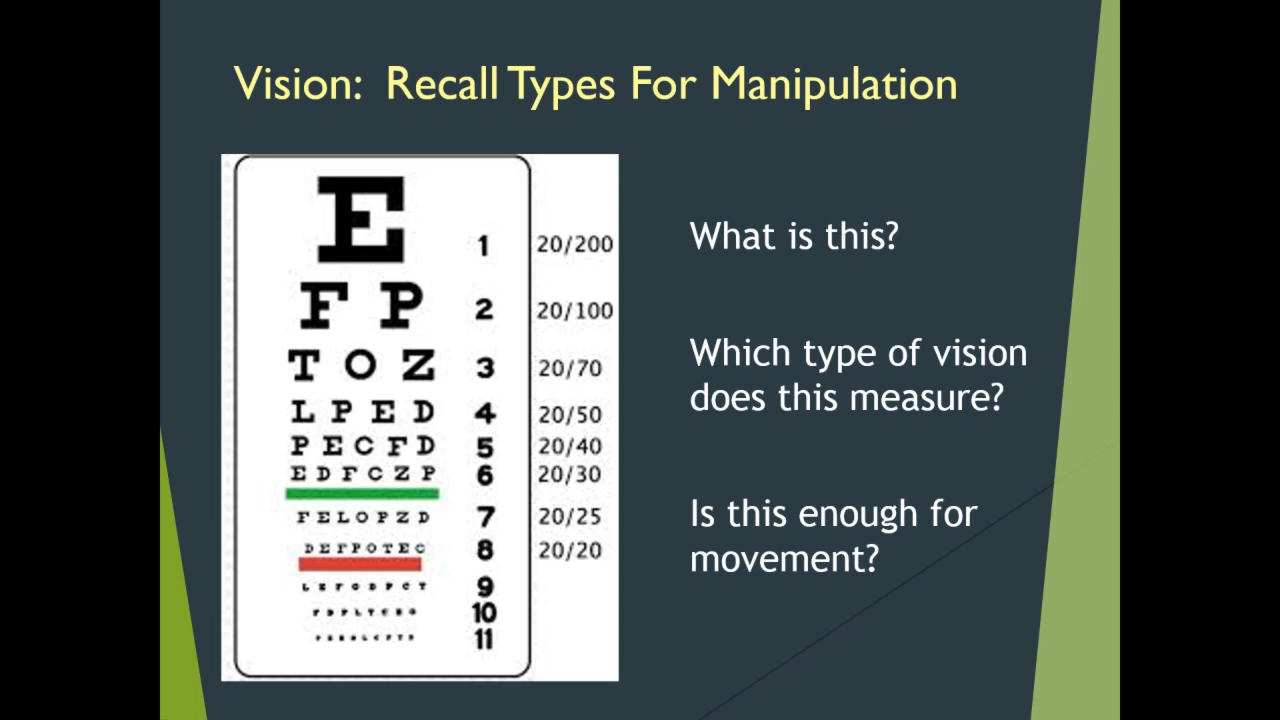 Vision: Recall Types For Manipulation
E 1 20/200
F P 2 20/100
T O Z 3 20/70
L P E D 4 20/50
P E C F D 5 20/40
E D F C Z P 6 20/30
F E L O P Z D 7 20/25
D E F P O T E C 8 20/20
L E F O D P C T 9
F D P L T C E O 10
11
What is this?
Which type of vision
does this measure?
Is this enough for
movement?